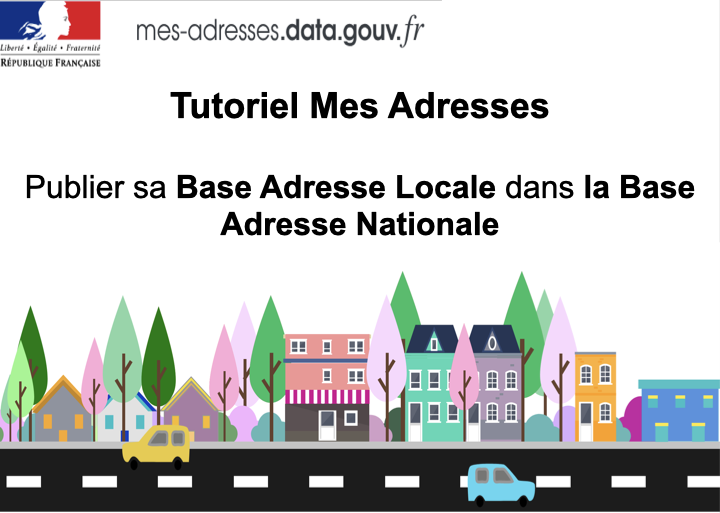 mes-adresses.data.gouv.fr
Liberté • Égalité • Fraternité
RÉPUBLIQUE FRANÇAISE
Tutoriel Mes Adresses
Publier sa Base Adresse Locale dans la Base
Adresse Nationale